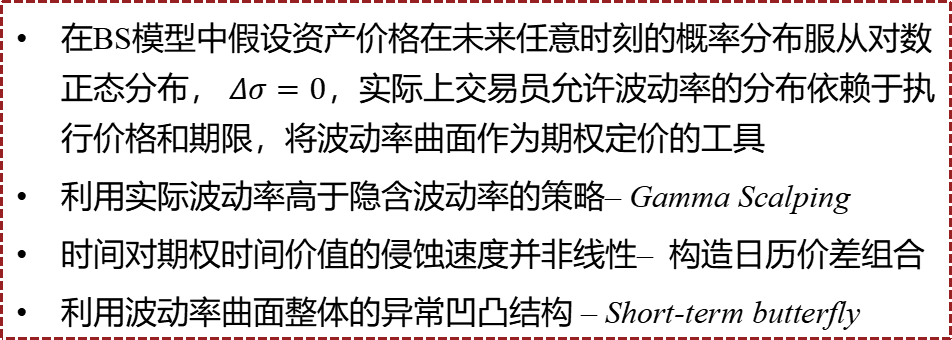 • 在BS模型中假设资产价格在未来任意时刻的概率分布服从对数
正态分布， Δσ = 0，实际上交易员允许波动率的分布依赖于执
行价格和期限，将波动率曲面作为期权定价的工具
• 利用实际波动率高于隐含波动率的策略– Gamma Scalping
• 时间对期权时间价值的侵蚀速度并非线性– 构造日历价差组合
• 利用波动率曲面整体的异常凹凸结构 – Short-term butterfly